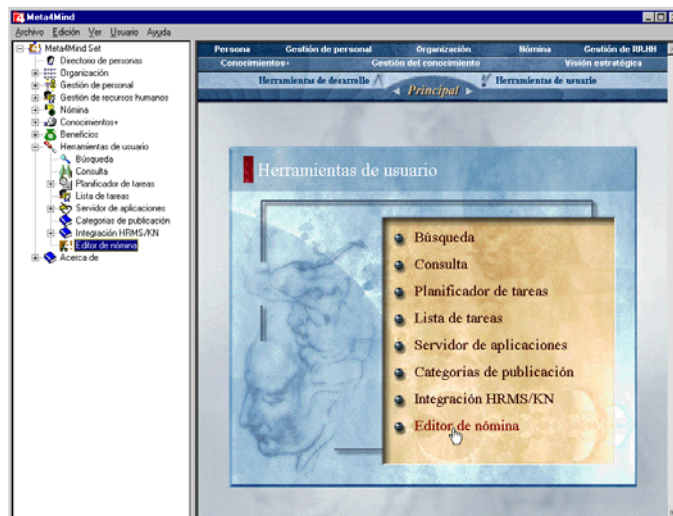 Meta4Mind
Archivo Edición Ver Usuario Ayuda
Meta4Mind Set
Directorio de personas
Organización
Gestión de personal
Gestión de recursos humanos
Nómina
Conocimientos+
Beneficios
Herramientas de usuario
Búsqueda
Consulta
Planificador de tareas
Lista de tareas
Servidor de aplicaciones
Categorias de publicación
Integración HRMS/KN
Editor de nómina
Acerca de
Persona Gestión de personal Organización Nómina Gestión de RR.HH
Conocimientos+ Gestión del conocimiento Visión estratégica
Herramientas de desarrollo Principal Herramientas de usuario
Herramientas de usuario
Búsqueda
Consulta
Planificador de tareas
Lista de tareas
Servidor de aplicaciones
Categorias de publicación
Integración HRMS/KN
Editor de nómina